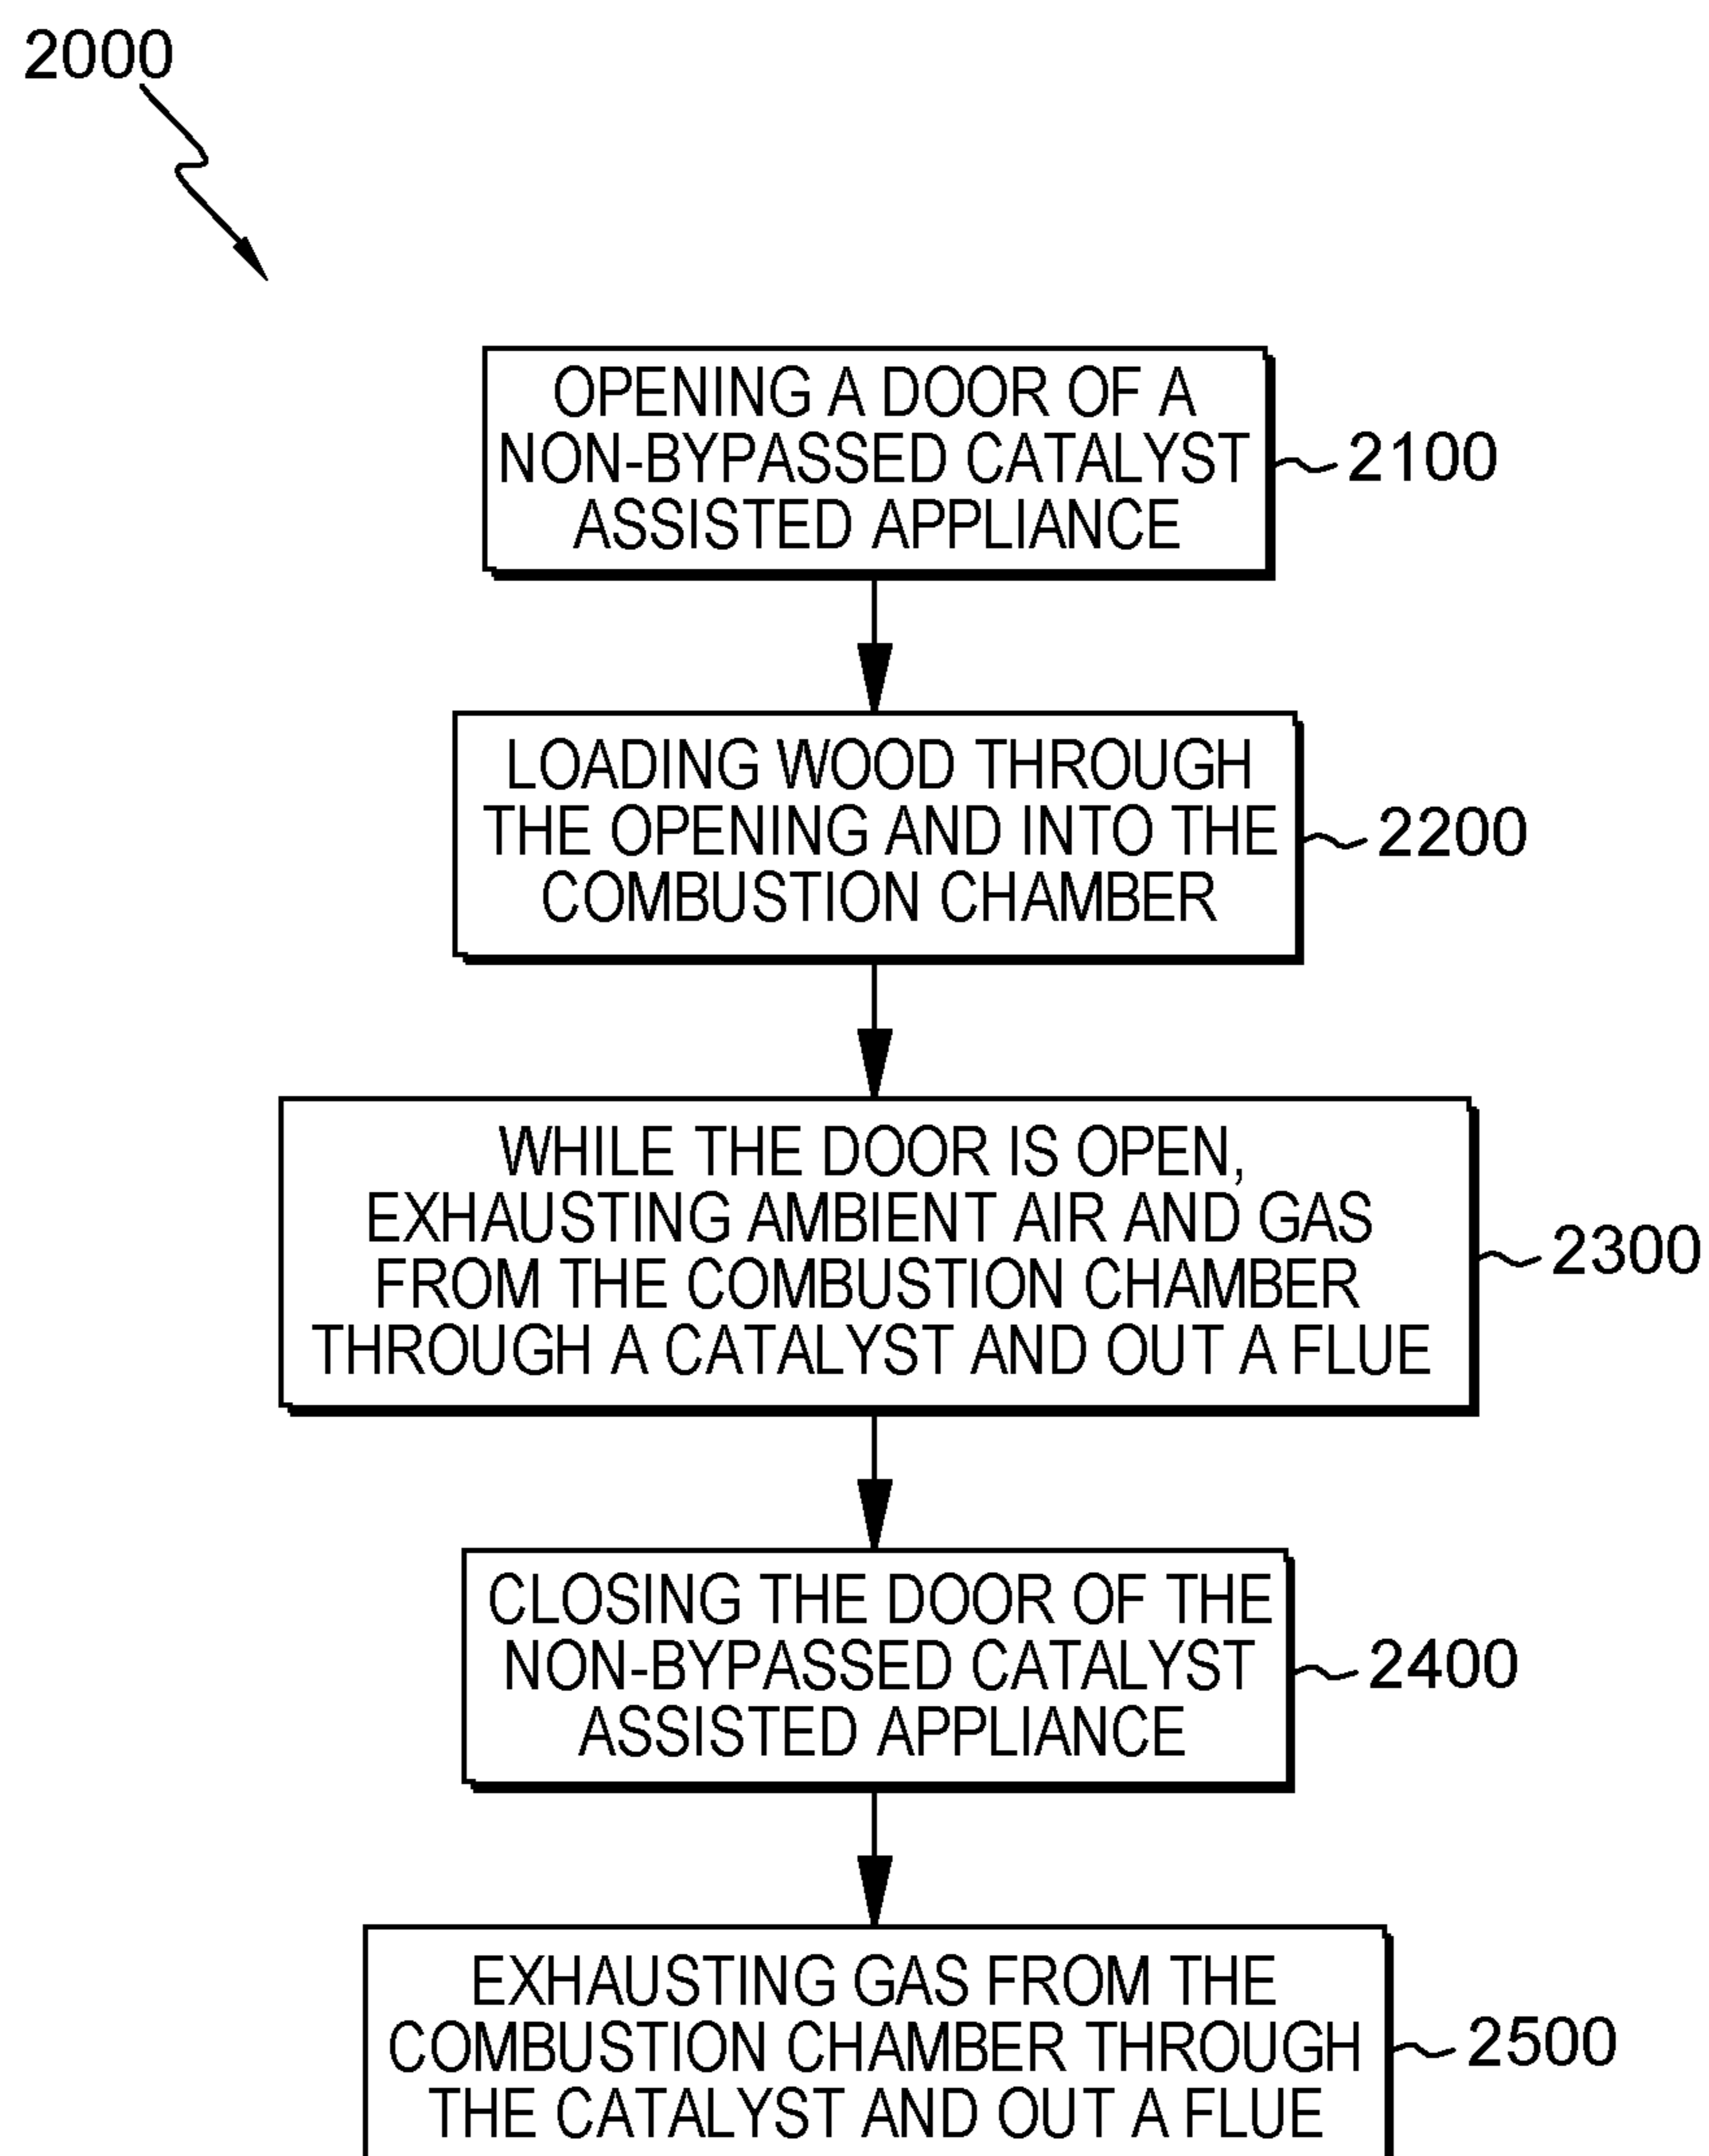 2000
OPENING A DOOR OF A
NON-BYPASSED CATALYST
ASSISTED APPLIANCE
2100
LOADING WOOD THROUGH
THE OPENING AND INTO THE
COMBUSTION CHAMBER
2200
WHILE THE DOOR IS OPEN,
EXHAUSTING AMBIENT AIR AND GAS
FROM THE COMBUSTION CHAMBER
THROUGH A CATALYST AND OUT A FLUE
2300
CLOSING THE DOOR OF THE
NON-BYPASSED CATALYST
ASSISTED APPLIANCE
2400
EXHAUSTING GAS FROM THE
COMBUSTION CHAMBER THROUGH
THE CATALYST AND OUT A FLUE
2500